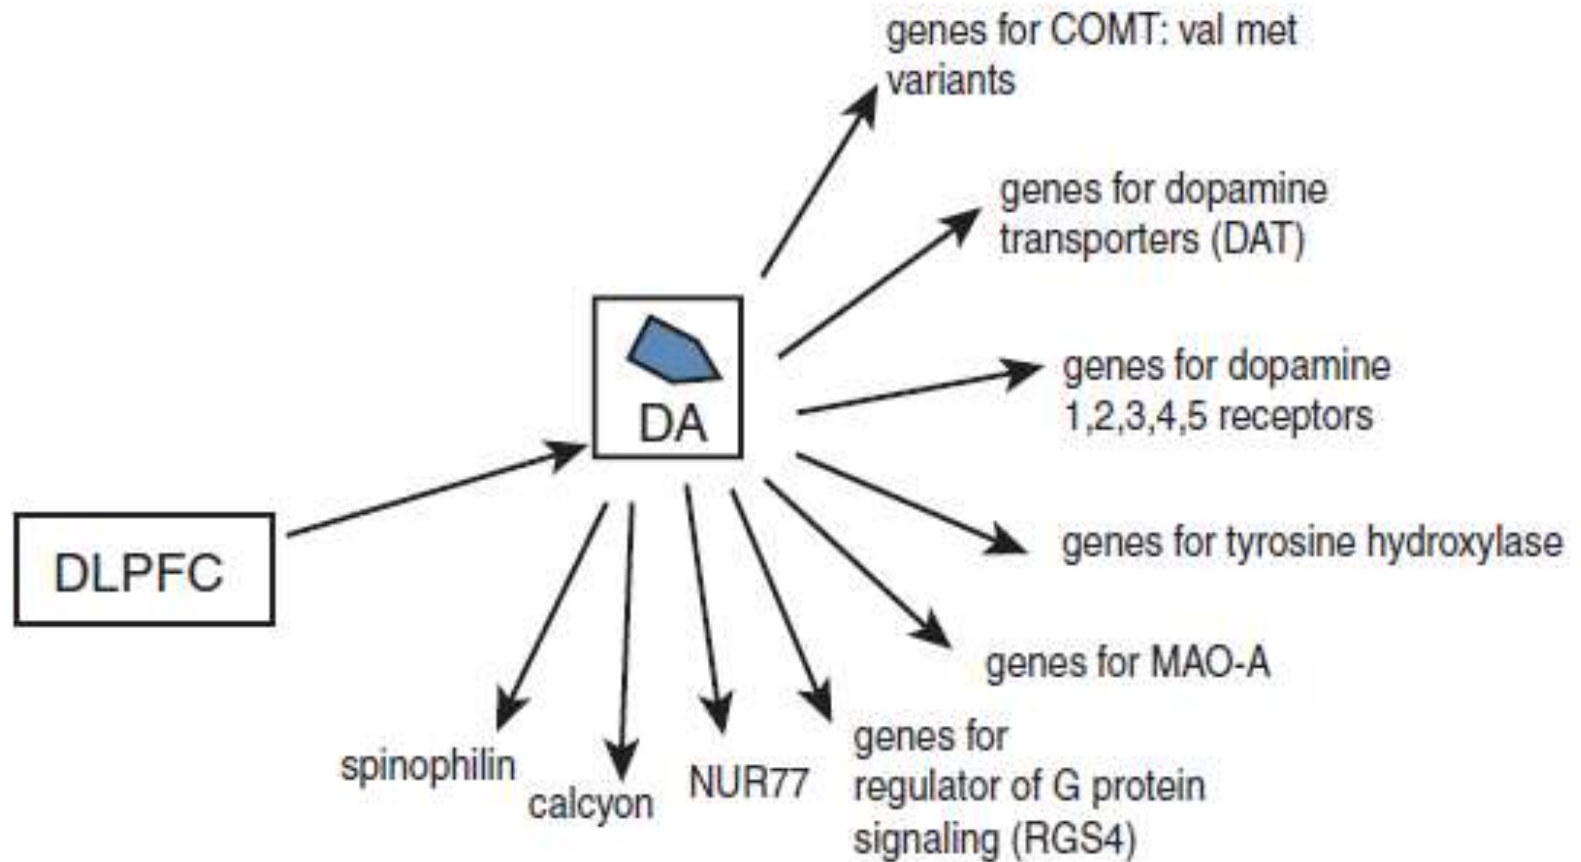 genes for COMT: val met
variants
genes for dopamine
transporters (DAT)
genes for dopamine
1,2,3,4,5 receptors
DA
genes for tyrosine hydroxylase
DLPFC
genes for MAO-A
genes for
regulator of G protein
signaling (RGS4)
NUR77
spinophilin
calcyon